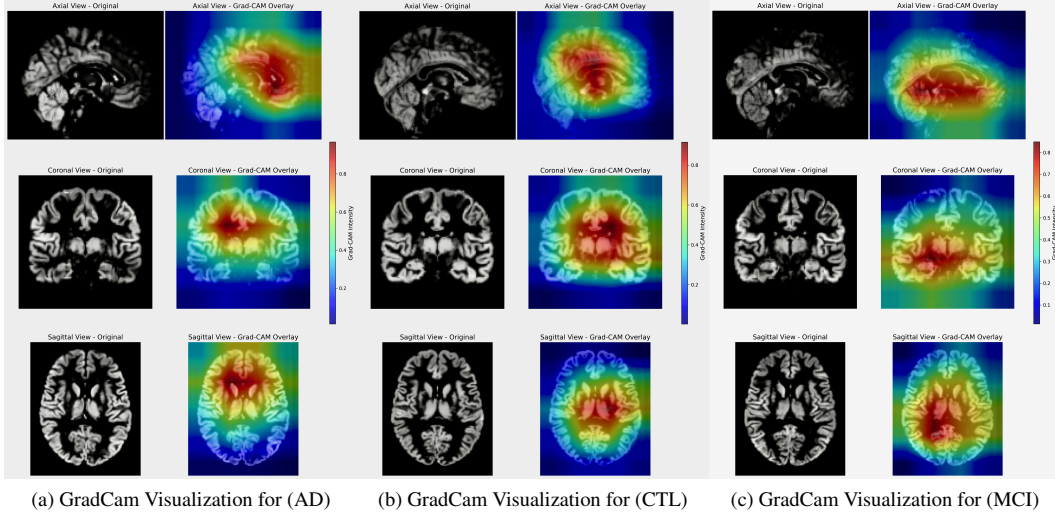 Axial View - Original
Axial View - Grad-CAM Overlay
Coronal View - Original
Coronal View - Grad-CAM Overlay
Sagittal View - Original
Sagittal View - Grad-CAM Overlay
0.8
0.6
0.4
0.2
Grad-CAM Intensity
(a) GradCam Visualization for (AD)
Axial View - Original
Axial View - Grad-CAM Overlay
Coronal View - Original
Coronal View - Grad-CAM Overlay
Sagittal View - Original
Sagittal View - Grad-CAM Overlay
0.8
0.6
0.4
0.2
Grad-CAM Intensity
(b) GradCam Visualization for (CTL)
Axial View - Original
Axial View - Grad-CAM Overlay
Coronal View - Original
Coronal View - Grad-CAM Overlay
Sagittal View - Original
Sagittal View - Grad-CAM Overlay
0.8
0.7
0.6
0.5
0.4
0.3
0.2
0.1
Grad-CAM Intensity
(c) GradCam Visualization for (MCI)